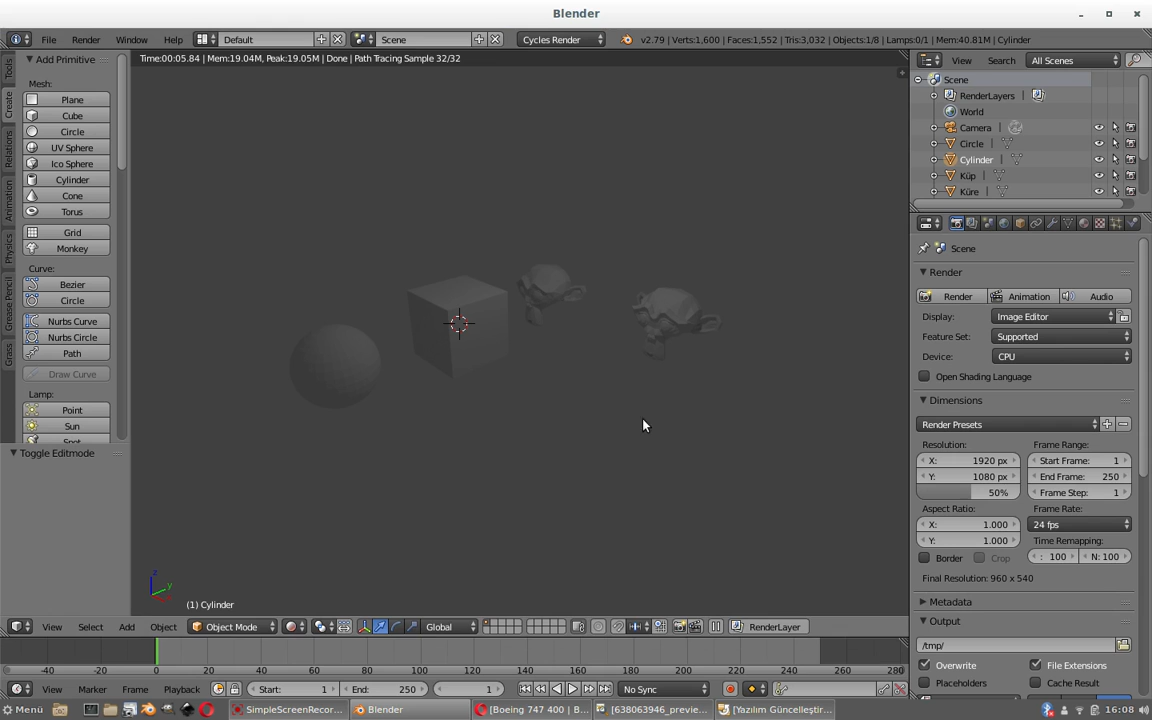 Blender
File Render Window Help Default Scene Cycles Render v2.79 | Verts:1,600 | Faces:1,552 | Tris:3,032 | Objects:1/8 | Lamps:0/1 | Mem:40.81M | Cylinder
Time:00:05.84 | Mem:19.04M, Peak:19.05M | Done | Path Tracing Sample 32/32
Tools
Create
Relations
Animation
Physics
Grease Pencil
Grass
Add Primitive
Mesh:
Plane
Cube
Circle
UV Sphere
Ico Sphere
Cylinder
Cone
Torus
Grid
Monkey
Curve:
Bezier
Circle
Nurbs Curve
Nurbs Circle
Path
Draw Curve
Lamp:
Point
Sun
Toggle Editmode
z
y
(1) Cylinder
View Search All Scenes
Scene
RenderLayers |
World
Camera |
Circle |
Cylinder |
Küp |
Küre |
Scene
Render
Render Animation Audio
Display: Image Editor
Feature Set: Supported
Device: CPU
Open Shading Language
Dimensions
Render Presets
Resolution: Frame Range:
X: 1920 px Start Frame: 1
Y: 1080 px End Frame: 250
50% Frame Step: 1
Aspect Ratio: Frame Rate:
X: 1.000 24 fps
Y: 1.000 Time Remapping:
Border Crop : 100 N: 100
Final Resolution: 960 x 540
Metadata
Output
/tmp/
Overwrite File Extensions
Placeholders Cache Result
View Select Add Object Object Mode Global RenderLayer
-40 -20 0 20 40 60 80 100 120 140 160 180 200 220 240 260 280
View Marker Frame Playback Start: 1 End: 250 1 No Sync
Menü SimpleScreenRecor... Blender [Boeing 747 400 | B... [638063946_previe... [Yazılım Güncelleştir... 16:08